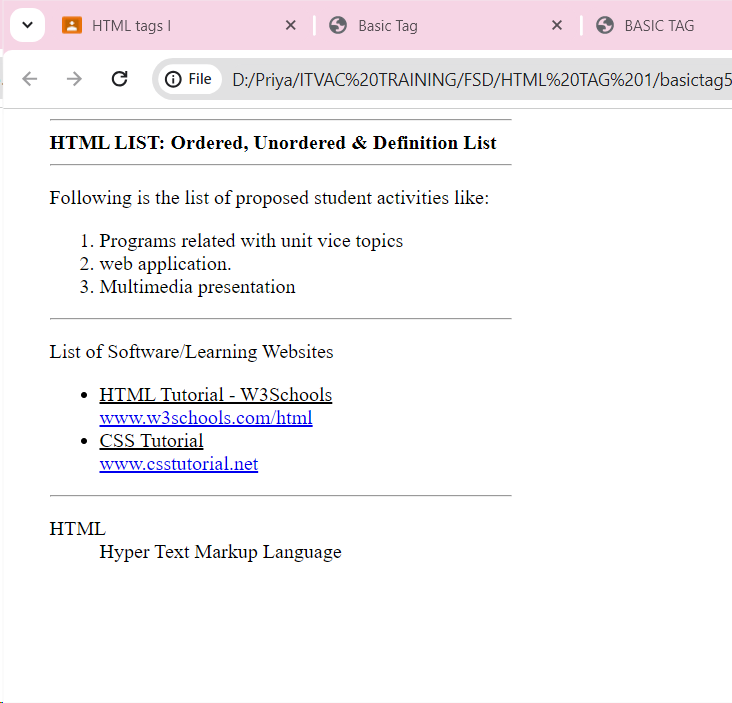 HTML tags I
Basic Tag
BASIC TAG
File
D:/Priya/ITVAC%20TRAINING/FSD/HTML%20TAG%201/basictag5
HTML LIST: Ordered, Unordered & Definition List
Following is the list of proposed student activities like:
1. Programs related with unit vice topics
2. web application.
3. Multimedia presentation
List of Software/Learning Websites
• HTML Tutorial - W3Schools
www.w3schools.com/html
• CSS Tutorial
www.csstutorial.net
HTML
Hyper Text Markup Language